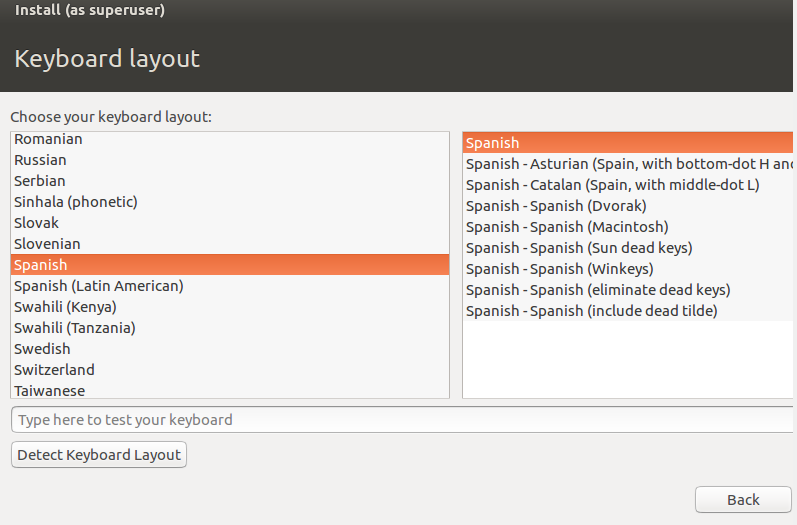 Install (as superuser)
Keyboard layout
Choose your keyboard layout:
Romanian
Russian
Serbian
Sinhala (phonetic)
Slovak
Slovenian
Spanish
Spanish (Latin American)
Swahili (Kenya)
Swahili (Tanzania)
Swedish
Switzerland
Taiwanese
Spanish
Spanish - Asturian (Spain, with bottom-dot H and
Spanish - Catalan (Spain, with middle-dot L)
Spanish - Spanish (Dvorak)
Spanish - Spanish (Macintosh)
Spanish - Spanish (Sun dead keys)
Spanish - Spanish (Winkeys)
Spanish - Spanish (eliminate dead keys)
Spanish - Spanish (include dead tilde)
Type here to test your keyboard
Detect Keyboard Layout
Back